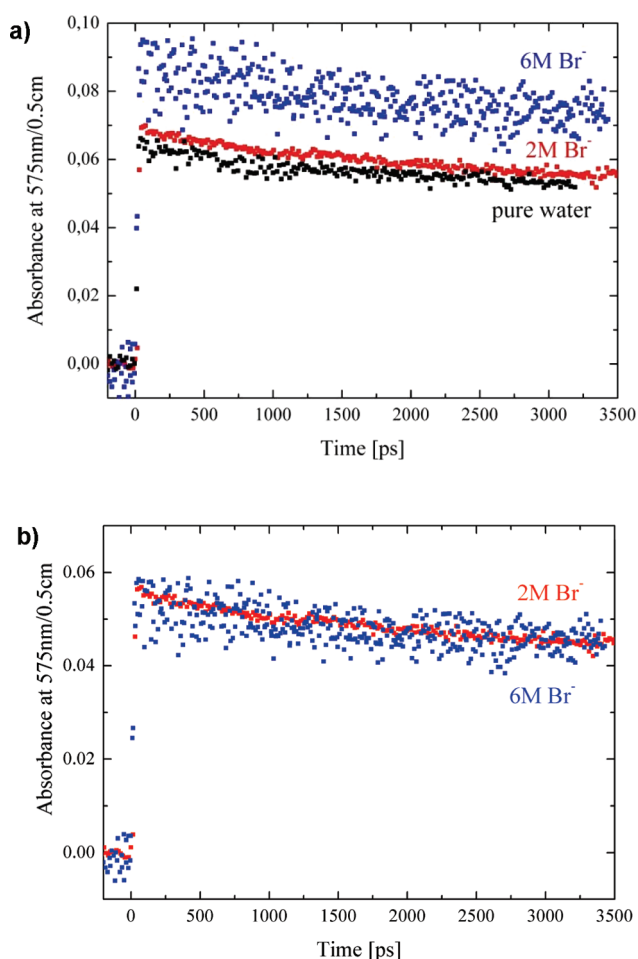 a)
0,10
0.08
0.06
0.04
0.02
0,00
Absorbance at 575nm/0.5cm
6M Br⁻
2M Br⁻
pure water
0 500 1000 1500 2000 2500 3000 3500
Time [ps]
b)
0.06
0.04
0.02
0.00
Absorbance at 575nm/0.5cm
2M Br⁻
6M Br⁻
0 500 1000 1500 2000 2500 3000 3500
Time [ps]